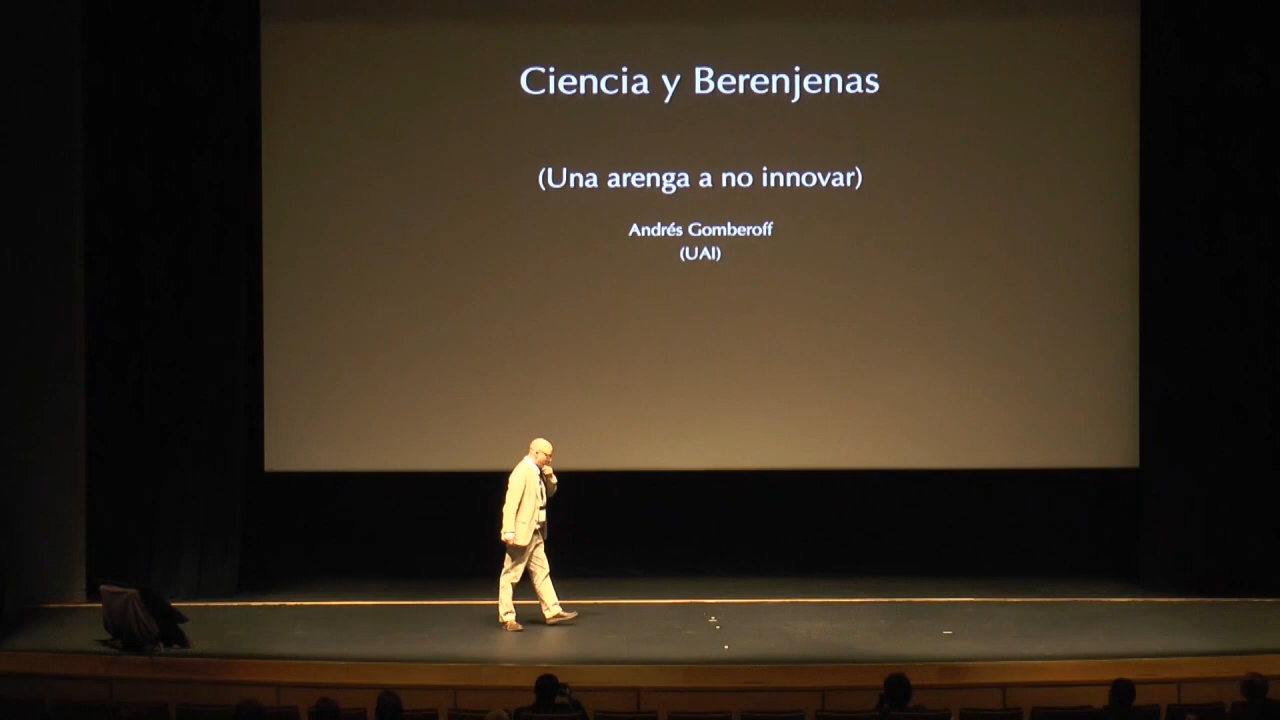 Ciencia y Berenjenas
(Una arenga a no innovar)
Andrés Gomberoff
(UAI)